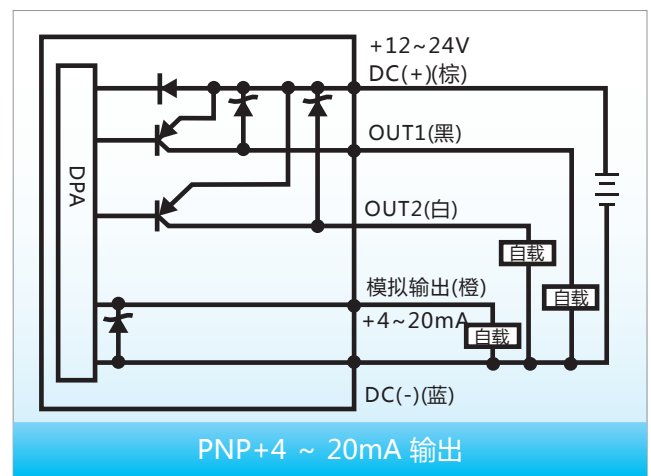 +12~24V
DC(+)(棕)
OUT1(黑)
DPA
OUT2(白)
自载
模拟输出(橙)
自载
+4~20mA
自载
DC(-)(蓝)
PNP+4 ~ 20mA 输出